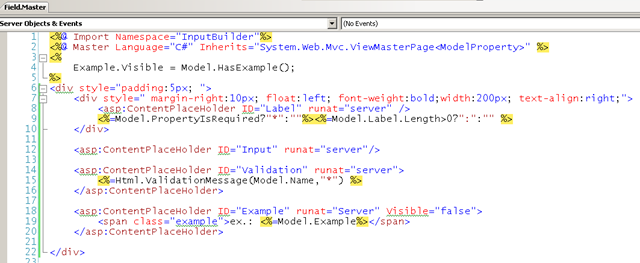 Field.Master
Server Objects & Events
(No Events)
1 <%@ Import Namespace="InputBuilder"%>
2 <%@ Master Language="C#" Inherits="System.Web.Mvc.ViewMasterPage<ModelProperty>" %>
3 <%
4 Example.Visible = Model.HasExample();
5 %>
6 <div style="padding:5px; ">
7 <div style=" margin-right:10px; float:left; font-weight:bold;width:200px; text-align:right;">
8 <asp:ContentPlaceHolder ID="Label" runat="server" />
9 <%=Model.PropertyIsRequired?"*":""%><%=Model.Label.Length>0?":":"" %>
10 </div>
11
12 <asp:ContentPlaceHolder ID="Input" runat="server"/>
13
14 <asp:ContentPlaceHolder ID="Validation" runat="server">
15 <%=Html.ValidationMessage(Model.Name,"*") %>
16 </asp:ContentPlaceHolder>
17
18 <asp:ContentPlaceHolder ID="Example" runat="Server" Visible="false">
19 <span class="example">ex.: <%=Model.Example%></span>
20 </asp:ContentPlaceHolder>
21
22 </div>